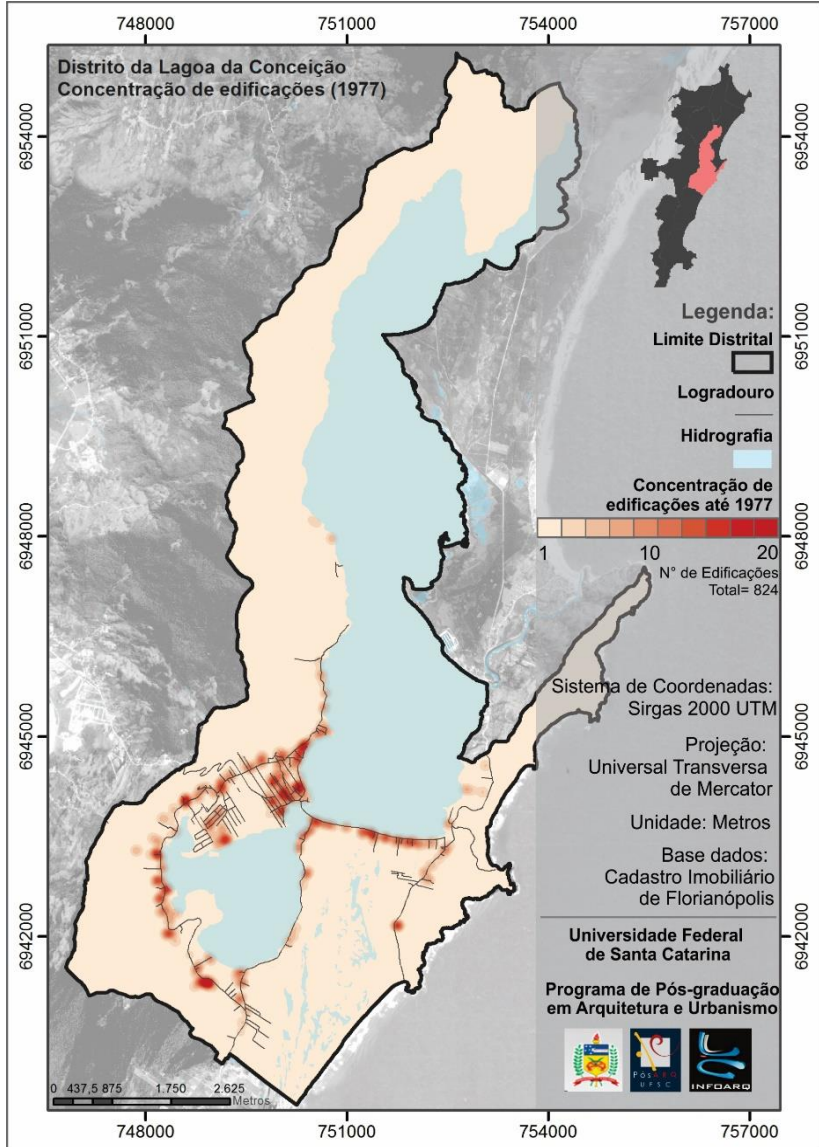 748000 751000 754000 757000
Distrito da Lagoa da Conceição
Concentração de edificações (1977)
6954000 6954000
Legenda:
6951000 6951000
Limite Distrital
Logradouro
Hidrografia
Concentração de
edificações até 1977
6948000 6948000
1 10 20
N° de Edificações
Total= 824
Sistema de Coordenadas:
Sirgas 2000 UTM
6945000 6945000
Projeção:
Universal Transversa
de Mercator
Unidade: Metros
Base dados:
Cadastro Imobiliário
de Florianópolis
6942000 6942000
Universidade Federal
de Santa Catarina
Programa de Pós-graduação
em Arquitetura e Urbanismo
PósARQ
UFSC
INFOARQ
0 437,5 875 1.750 2.625
Metros
748000 751000 754000 757000